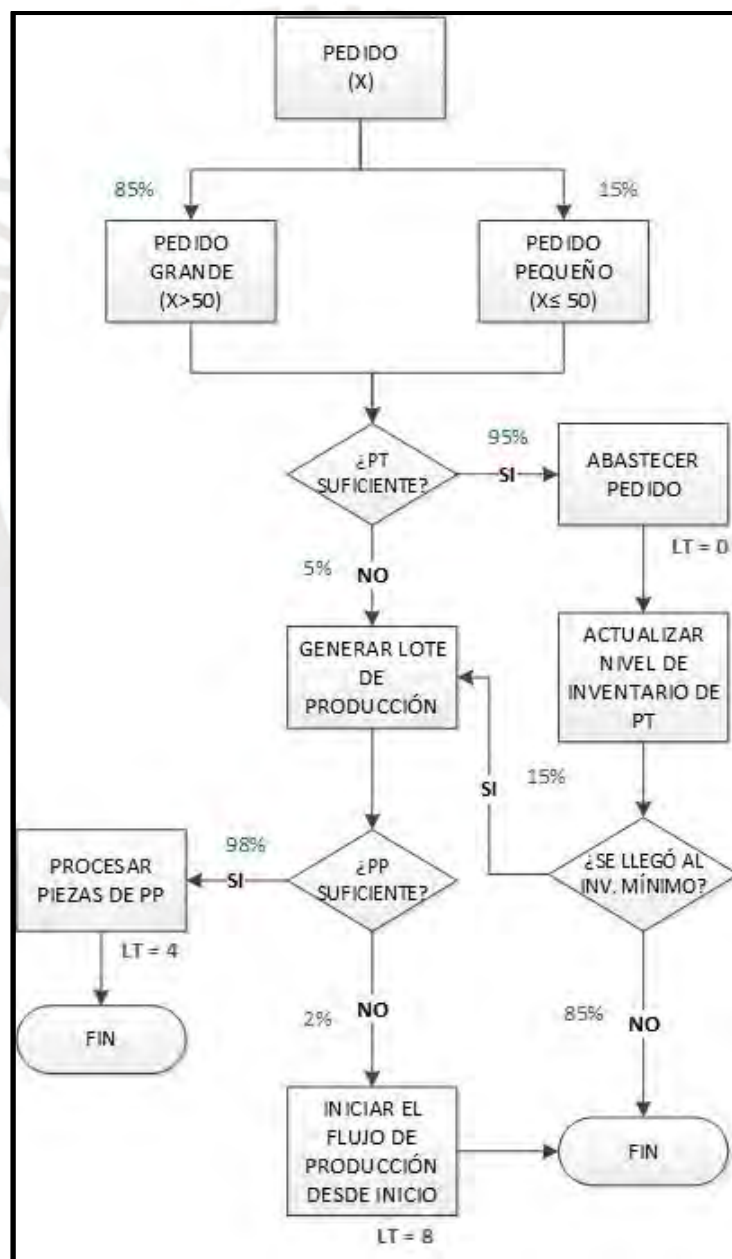 PEDIDO
(X)
85%
15%
PEDIDO
GRANDE
(X>50)
PEDIDO
PEQUEÑO
(X≤ 50)
¿PT
SUFICIENTE?
95%
SI
ABASTECER
PEDIDO
LT = 0
5%
NO
GENERAR LOTE
DE
PRODUCCIÓN
ACTUALIZAR
NIVEL DE
INVENTARIO DE
PT
SI
15%
PROCESAR
PIEZAS DE PP
98%
SI
¿PP
SUFICIENTE?
¿SE LLEGÓ AL
INV. MÍNIMO?
LT = 4
FIN
2%
NO
85%
NO
INICIAR EL
FLUJO DE
PRODUCCIÓN
DESDE INICIO
FIN
LT = 8